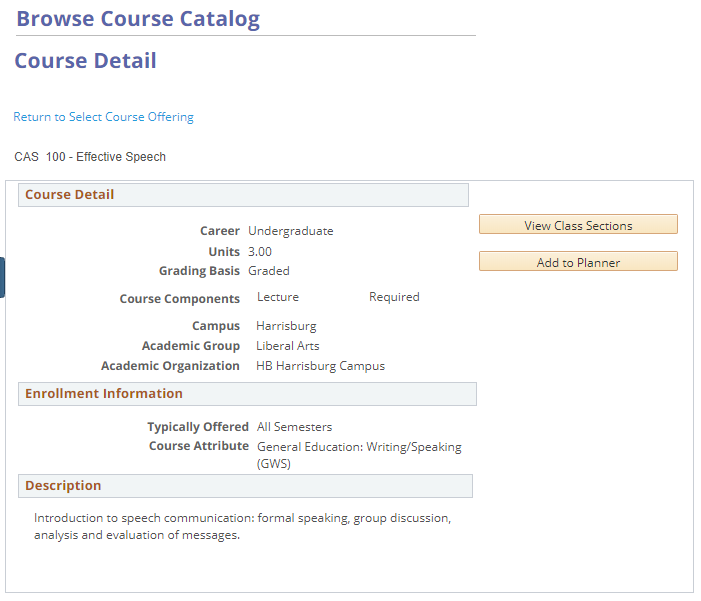 Browse Course Catalog
Course Detail
Return to Select Course Offering
CAS 100 - Effective Speech
Course Detail
View Class Sections
Add to Planner
Career Undergraduate
Units 3.00
Grading Basis Graded
Course Components Lecture Required
Campus Harrisburg
Academic Group Liberal Arts
Academic Organization HB Harrisburg Campus
Enrollment Information
Typically Offered All Semesters
Course Attribute General Education: Writing/Speaking
(GWS)
Description
Introduction to speech communication: formal speaking, group discussion,
analysis and evaluation of messages.